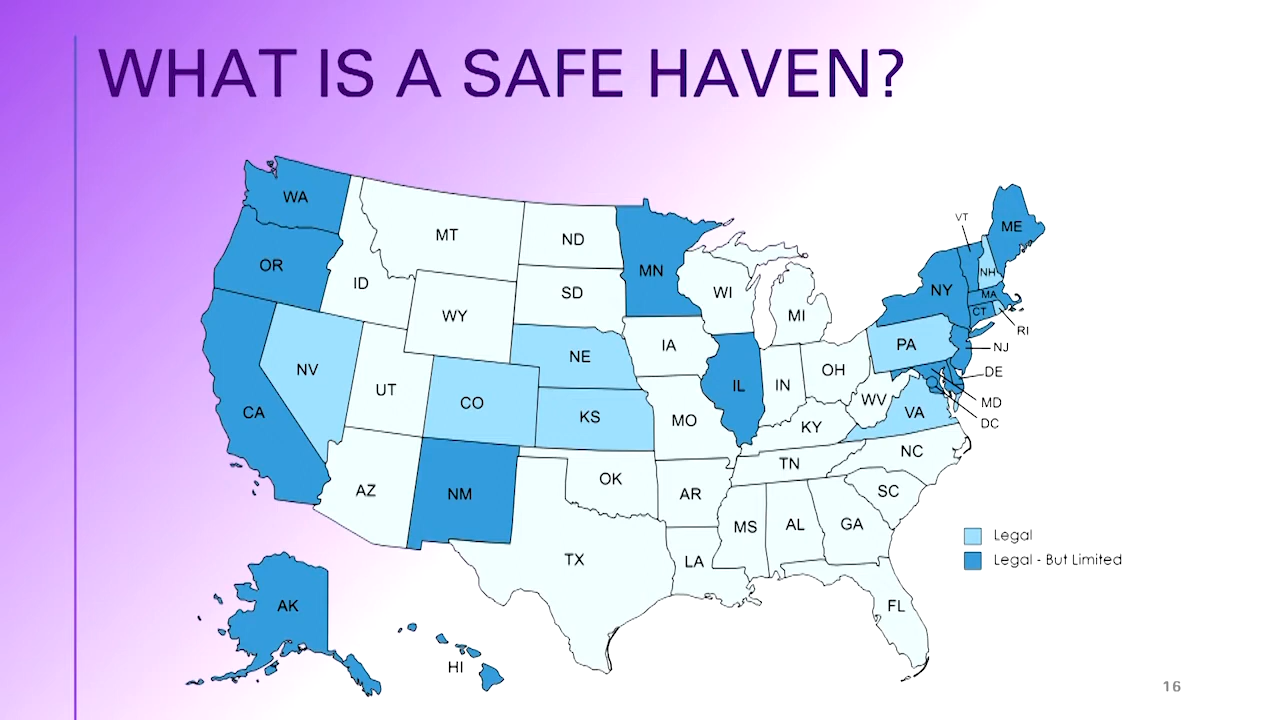 WHAT IS A SAFE HAVEN?
WA
OR
CA
NV
ID
MT
WY
UT
AZ
CO
NM
ND
SD
NE
KS
OK
TX
MN
IA
MO
AR
LA
WI
IL
MI
IN
OH
KY
TN
MS
AL
GA
FL
SC
NC
VA
WV
PA
NY
VT
NH
ME
MA
CT
RI
NJ
DE
MD
DC
AK
HI
Legal
Legal - But Limited
16